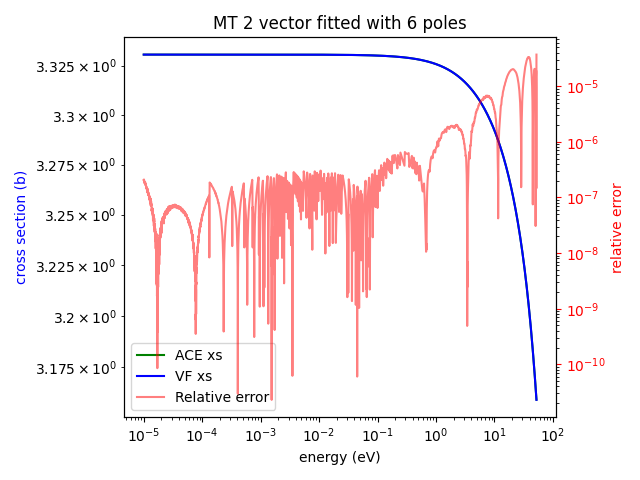 MT 2 vector fitted with 6 poles
cross section (b)
3.325 × 10⁰
3.3 × 10⁰
3.275 × 10⁰
3.25 × 10⁰
3.225 × 10⁰
3.2 × 10⁰
3.175 × 10⁰
10⁻⁵
10⁻⁶
10⁻⁷
10⁻⁸
10⁻⁹
10⁻¹⁰
relative error
ACE xs
VF xs
Relative error
10⁻⁵ 10⁻⁴ 10⁻³ 10⁻² 10⁻¹ 10⁰ 10¹ 10²
energy (eV)